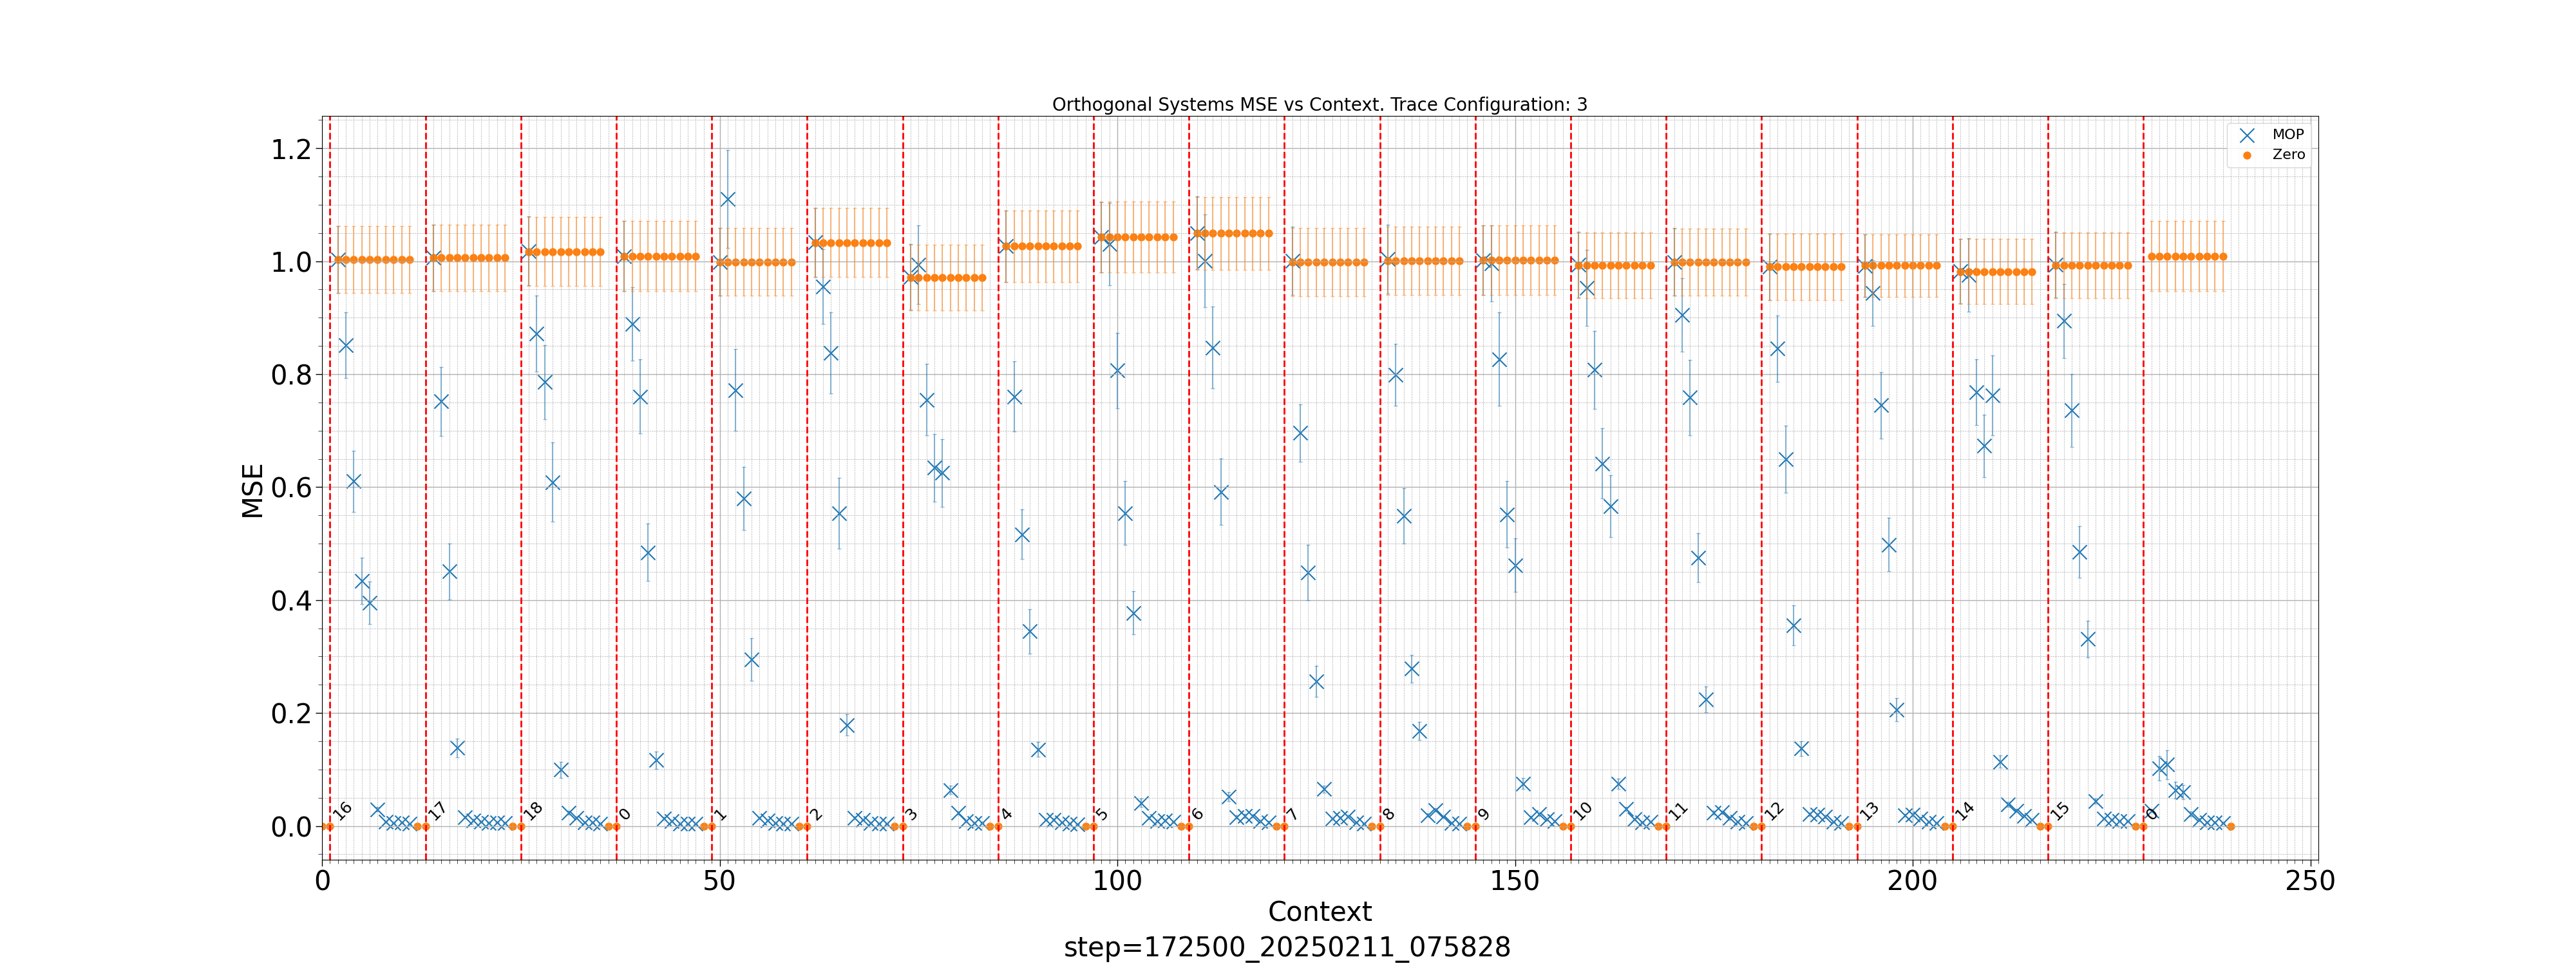 Orthogonal Systems MSE vs Context. Trace Configuration: 3
MOP
Zero
MSE
1.2
1.0
0.8
0.6
0.4
0.2
0.0
16 17 18 0 1 2 3 4 5 6 7 8 9 10 11 12 13 14 15 0
0 50 100 150 200 250
Context
step=172500_20250211_075828